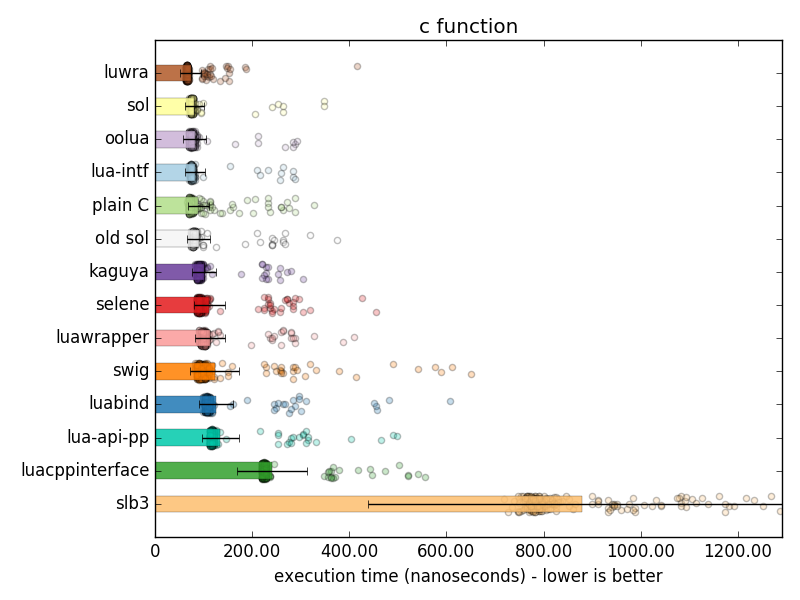 c function
luwra
sol
oolua
lua-intf
plain C
old sol
kaguya
selene
luawrapper
swig
luabind
lua-api-pp
luacppinterface
slb3
0 200.00 400.00 600.00 800.00 1000.00 1200.00
execution time (nanoseconds) - lower is better